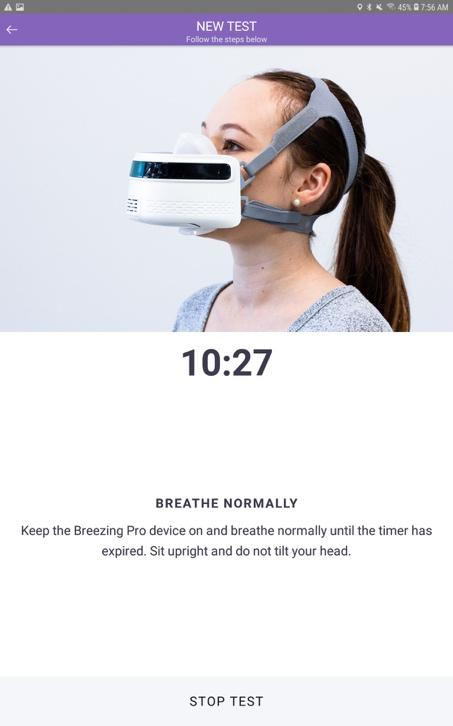 45% 7:56 AM
NEW TEST
Follow the steps below
10:27
BREATHE NORMALLY
Keep the Breezing Pro device on and breathe normally until the timer has
expired. Sit upright and do not tilt your head.
STOP TEST